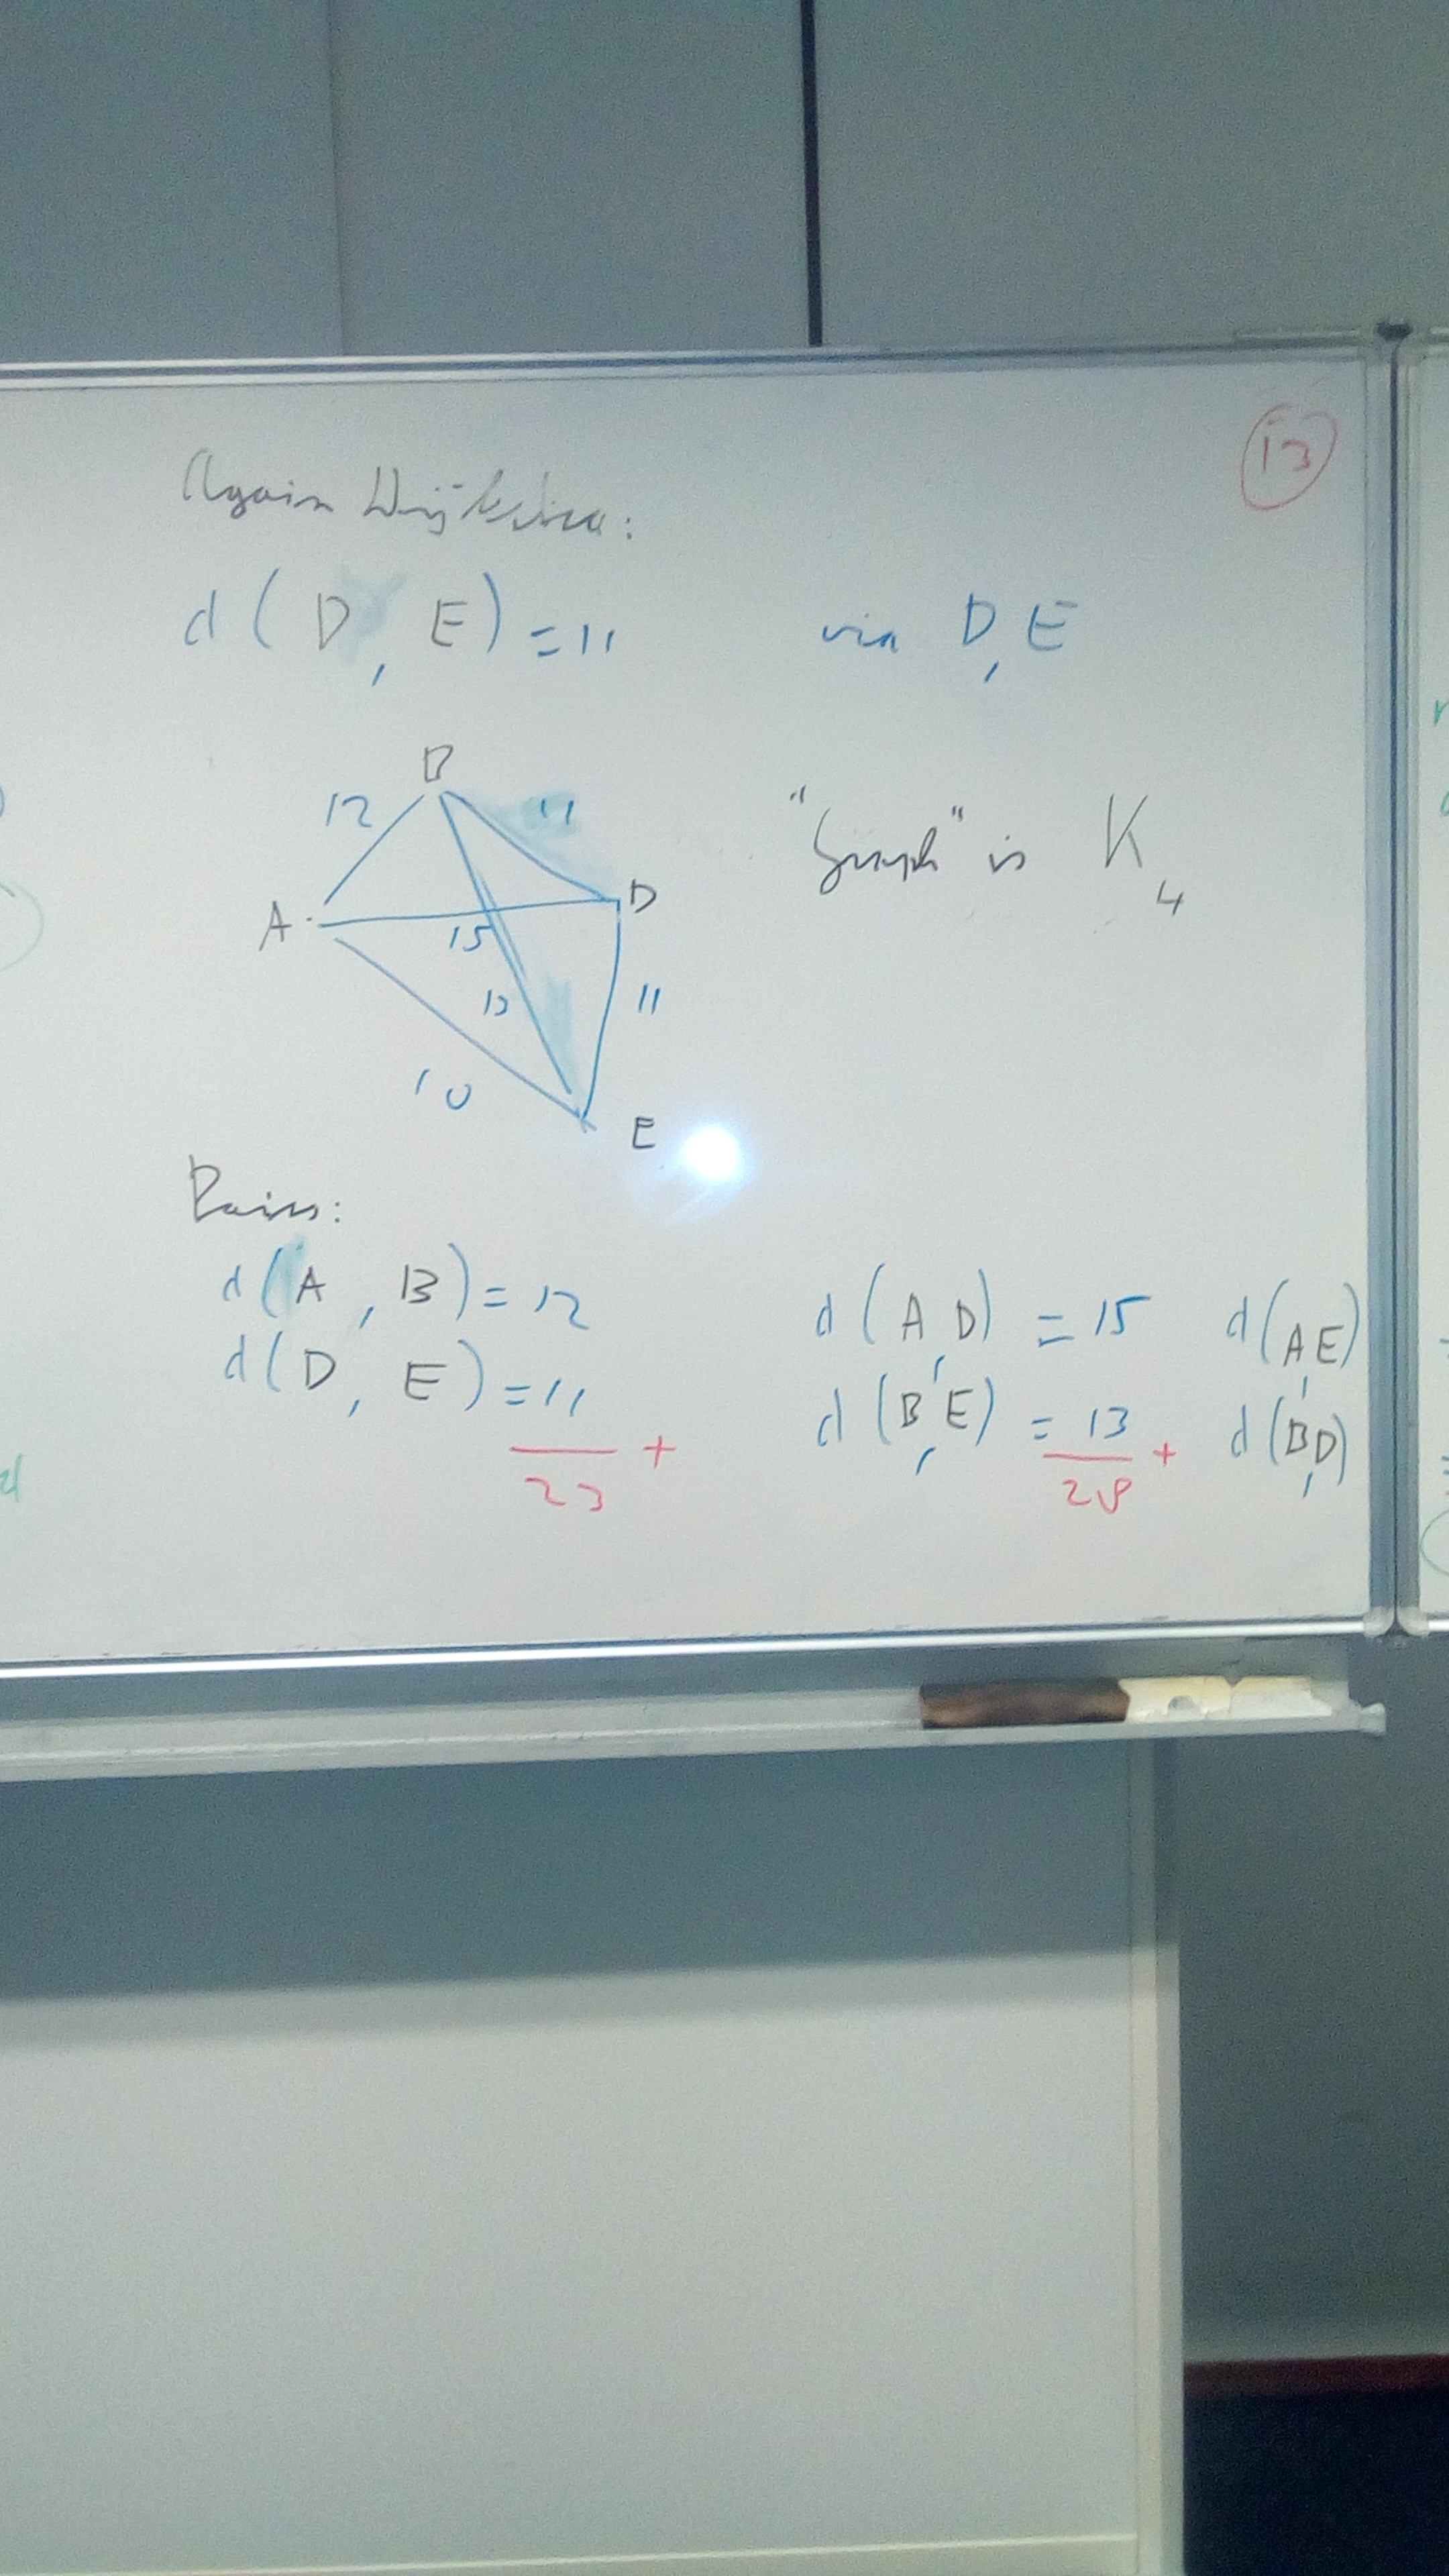 13
Again Dijkstra:
d(D, E) = 11 via D, E
B
12 11
"Graph" is K4
D
A
15
13 11
10
E
Pairs:
d(A, B) = 12 d(A, D) = 15 d(A, E)
d(D, E) = 11 d(B, E) = 13 d(B, D)
+ +
23 28